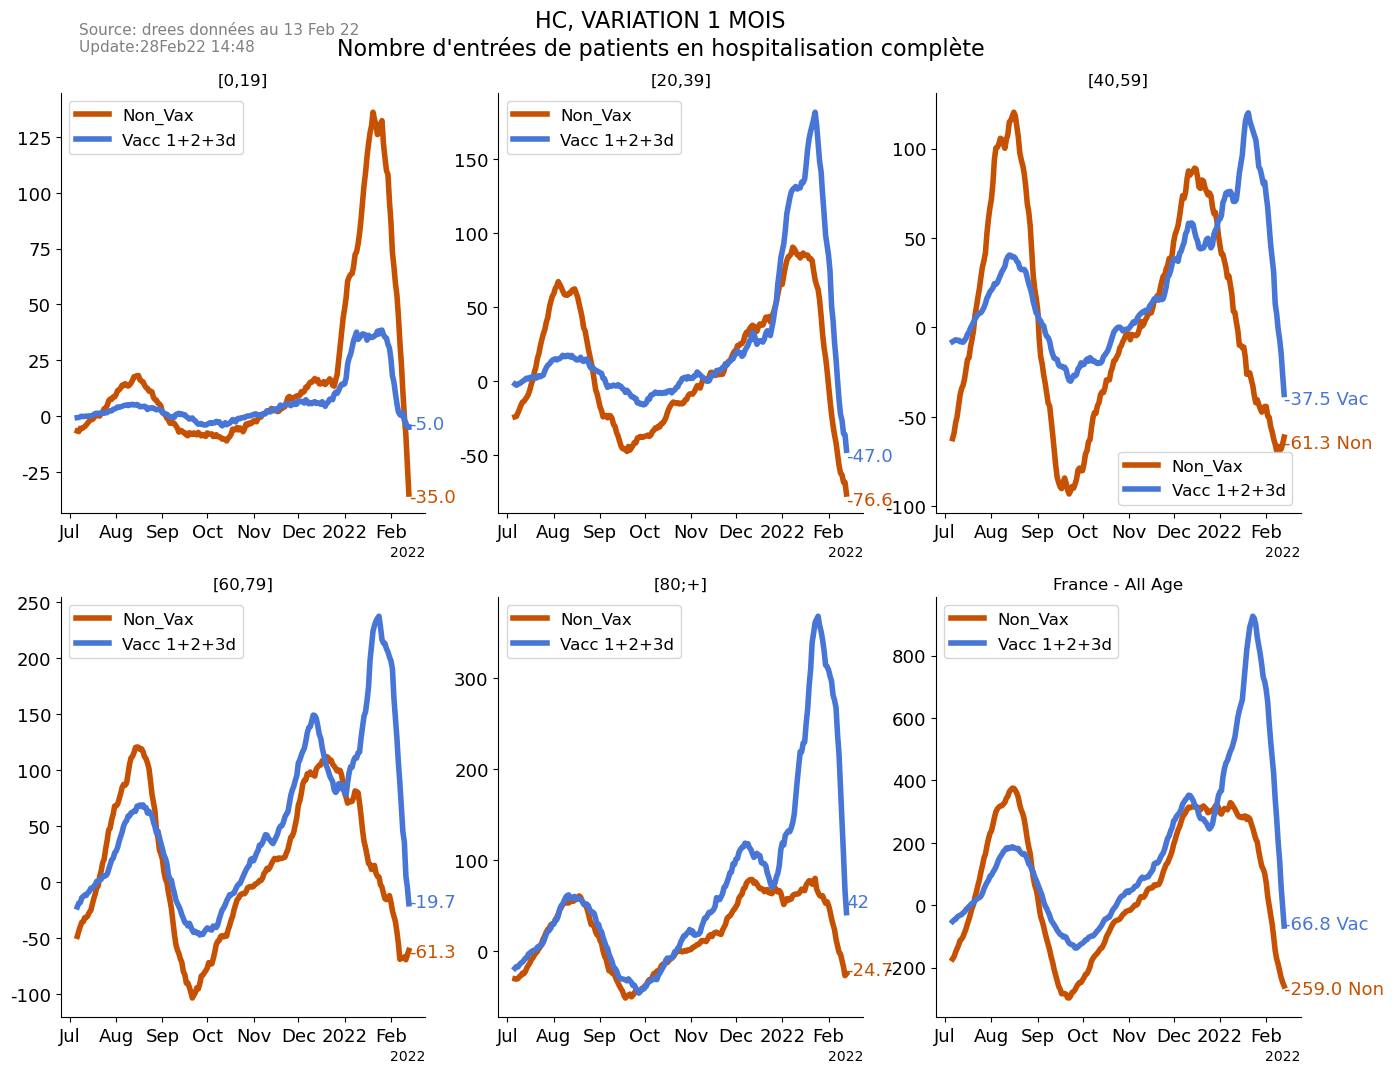 HC, VARIATION 1 MOIS
Nombre d'entrées de patients en hospitalisation complète
Source: drees données au 13 Feb 22
Update:28Feb22 14:48
[0,19]
Non_Vax
Vacc 1+2+3d
125
100
75
50
25
0
-25
-5.0
-35.0
Jul Aug Sep Oct Nov Dec 2022 Feb
2022
[20,39]
Non_Vax
Vacc 1+2+3d
150
100
50
0
-50
-47.0
-76.6
Jul Aug Sep Oct Nov Dec 2022 Feb
2022
[40,59]
100
50
0
-50
-100
-37.5 Vac
-61.3 Non
Non_Vax
Vacc 1+2+3d
Jul Aug Sep Oct Nov Dec 2022 Feb
2022
[60,79]
Non_Vax
Vacc 1+2+3d
250
200
150
100
50
0
-50
-100
-19.7
-61.3
Jul Aug Sep Oct Nov Dec 2022 Feb
2022
[80;+]
Non_Vax
Vacc 1+2+3d
300
200
100
0
42
-24.7
Jul Aug Sep Oct Nov Dec 2022 Feb
2022
France - All Age
Non_Vax
Vacc 1+2+3d
800
600
400
200
0
-200
-66.8 Vac
-259.0 Non
Jul Aug Sep Oct Nov Dec 2022 Feb
2022